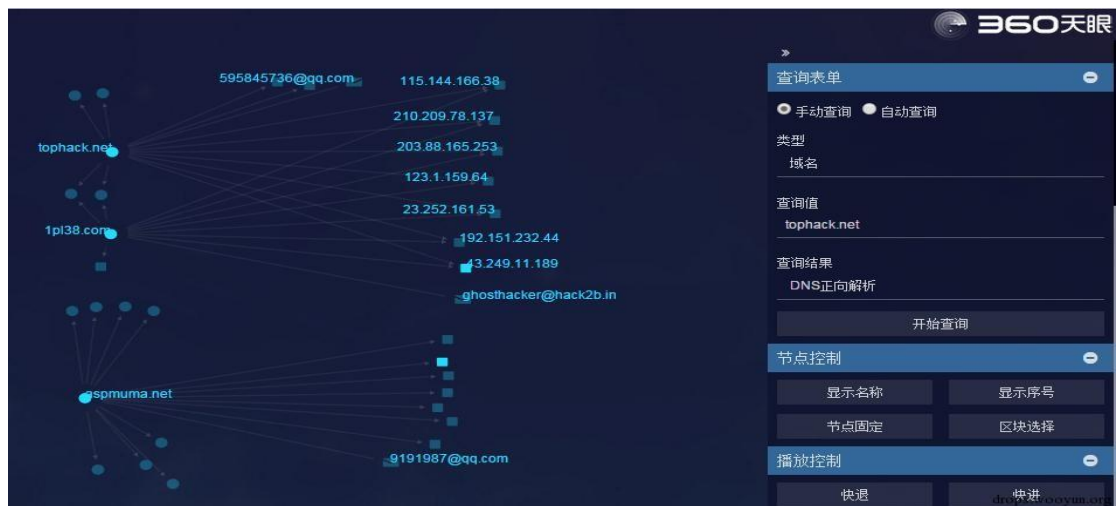 360天眼
»
595845736@qq.com
115.144.166.38
210.209.78.137
tophack.net
203.88.165.253
123.1.159.64
23.252.161.53
1pl38.com
192.151.232.44
43.249.11.189
ghosthacker@hack2b.in
aspmuma.net
9191987@qq.com
查询表单
手动查询 自动查询
类型
域名
查询值
tophack.net
查询结果
DNS正向解析
开始查询
节点控制
显示名称 显示序号
节点固定 区块选择
播放控制
快退 快进
drops.wooyun.org